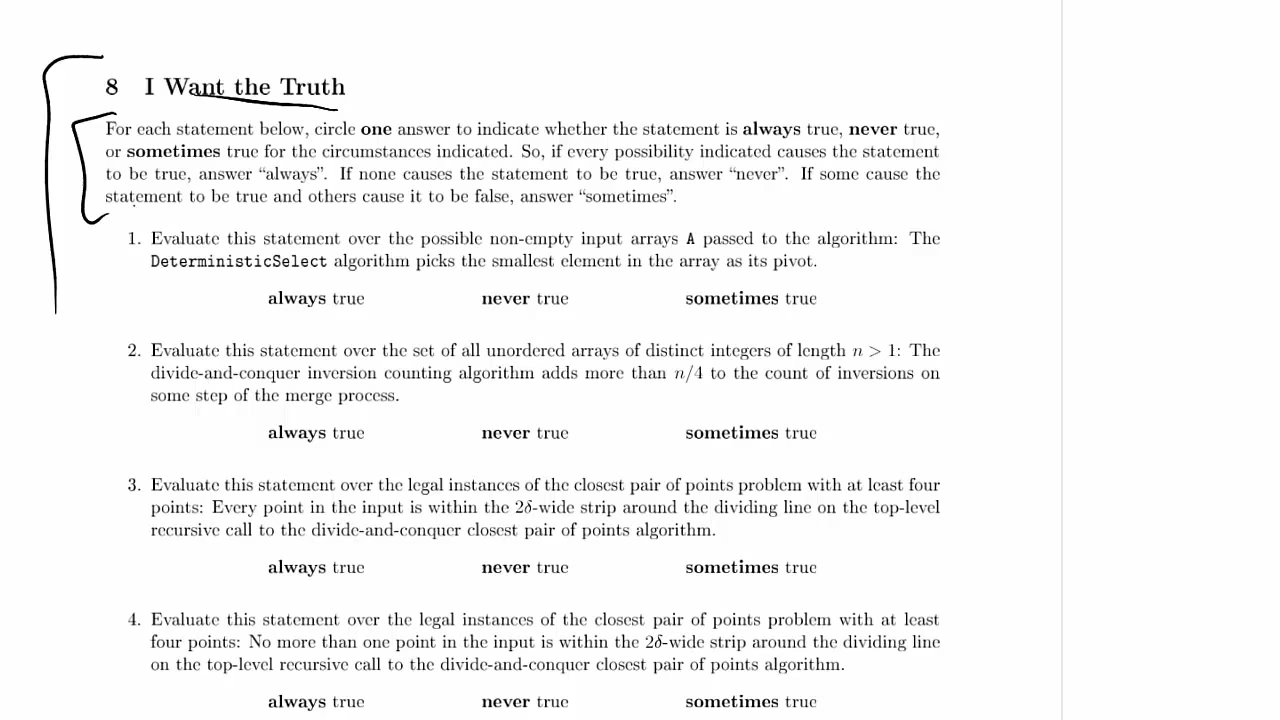 8 I Want the Truth
For each statement below, circle one answer to indicate whether the statement is always true, never true,
or sometimes true for the circumstances indicated. So, if every possibility indicated causes the statement
to be true, answer “always”. If none causes the statement to be true, answer “never”. If some cause the
statement to be true and others cause it to be false, answer “sometimes”.
1. Evaluate this statement over the possible non-empty input arrays A passed to the algorithm: The
DeterministicSelect algorithm picks the smallest element in the array as its pivot.
always true never true sometimes true
2. Evaluate this statement over the set of all unordered arrays of distinct integers of length n > 1: The
divide-and-conquer inversion counting algorithm adds more than n/4 to the count of inversions on
some step of the merge process.
always true never true sometimes true
3. Evaluate this statement over the legal instances of the closest pair of points problem with at least four
points: Every point in the input is within the 2δ-wide strip around the dividing line on the top-level
recursive call to the divide-and-conquer closest pair of points algorithm.
always true never true sometimes true
4. Evaluate this statement over the legal instances of the closest pair of points problem with at least
four points: No more than one point in the input is within the 2δ-wide strip around the dividing line
on the top-level recursive call to the divide-and-conquer closest pair of points algorithm.
always true never true sometimes true